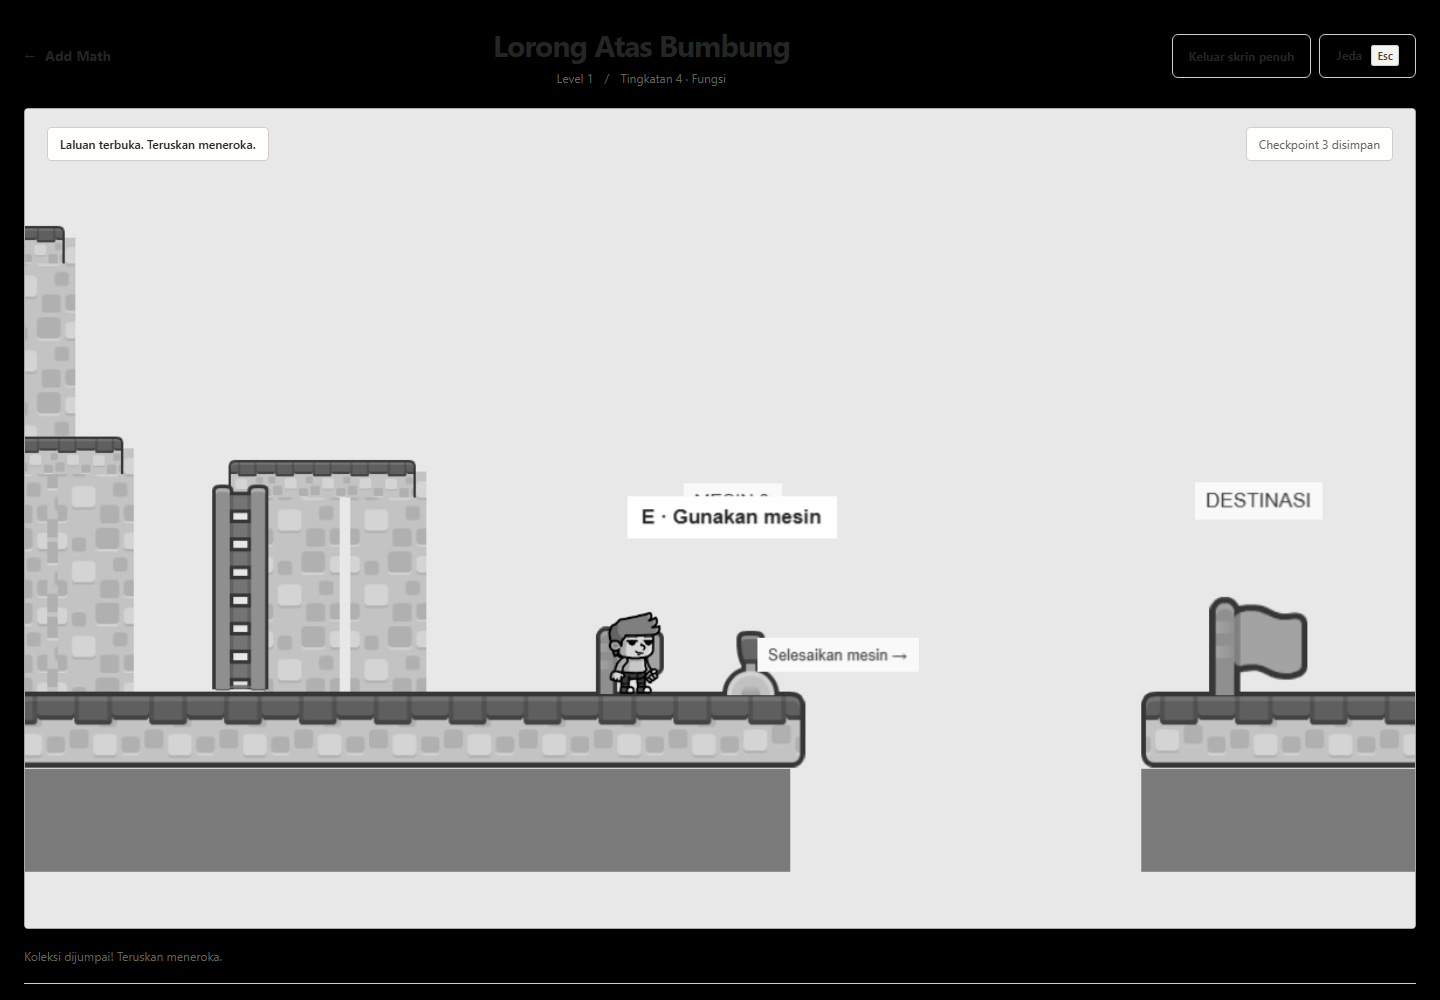 ← Add Math
Lorong Atas Bumbung
Level 1 / Tingkatan 4 · Fungsi
Keluar skrin penuh
Jeda Esc
Laluan terbuka. Teruskan meneroka.
Checkpoint 3 disimpan
E · Gunakan mesin
DESTINASI
Selesaikan mesin →
Koleksi dijumpai! Teruskan meneroka.